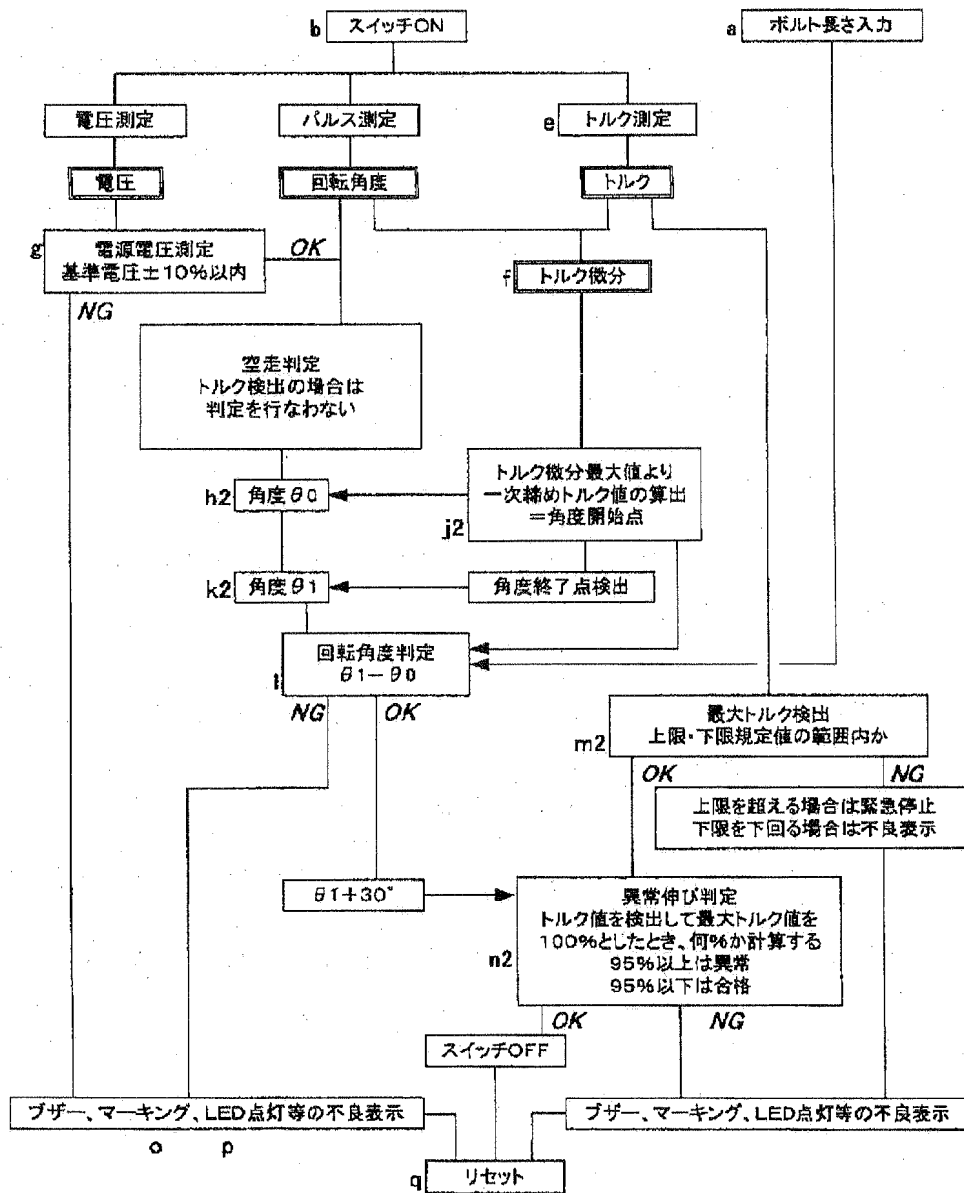 b スイッチON
a ボルト長さ入力
電圧測定
パルス測定
e トルク測定
電圧
回転角度
トルク
g 電源電圧測定
基準電圧±10%以内
OK
NG
f トルク微分
空走判定
トルク検出の場合は
判定を行なわない
h2 角度θ0
j2 トルク微分最大値より
一次締めトルク値の算出
=角度開始点
k2 角度θ1
角度終了点検出
l 回転角度判定
θ1-θ0
NG
OK
m2 最大トルク検出
上限・下限規定値の範囲内か
OK
NG
上限を超える場合は緊急停止
下限を下回る場合は不良表示
θ1+30°
n2 異常伸び判定
トルク値を検出して最大トルク値を
100%としたとき、何%か計算する
95%以上は異常
95%以下は合格
OK
NG
スイッチOFF
ブザー、マーキング、LED点灯等の不良表示
o p
ブザー、マーキング、LED点灯等の不良表示
q リセット